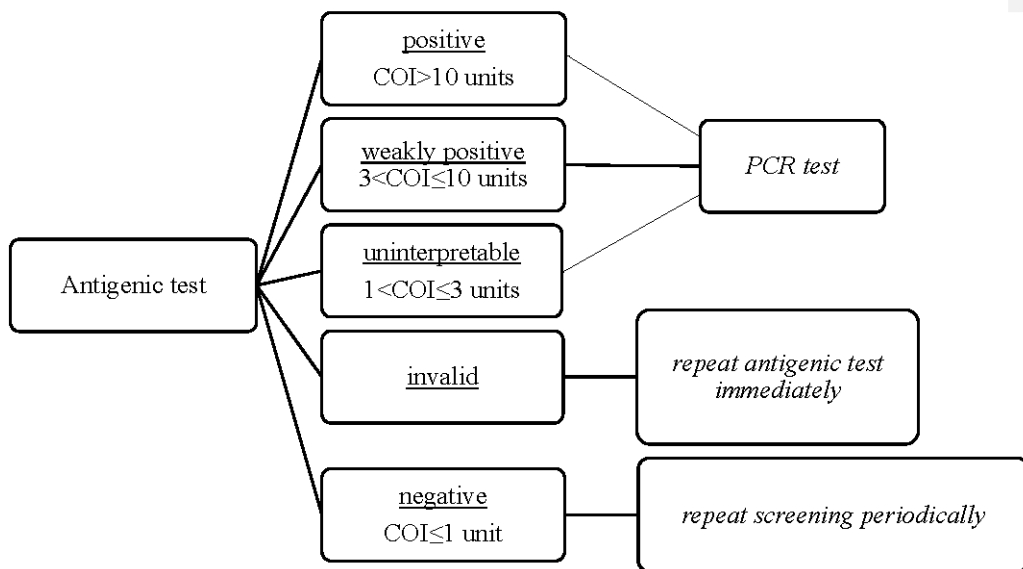 positive
COI>10 units
weakly positive
3<COI≤10 units
PCR test
uninterpretable
1<COI≤3 units
Antigenic test
invalid
repeat antigenic test
immediately
negative
COI≤1 unit
repeat screening periodically